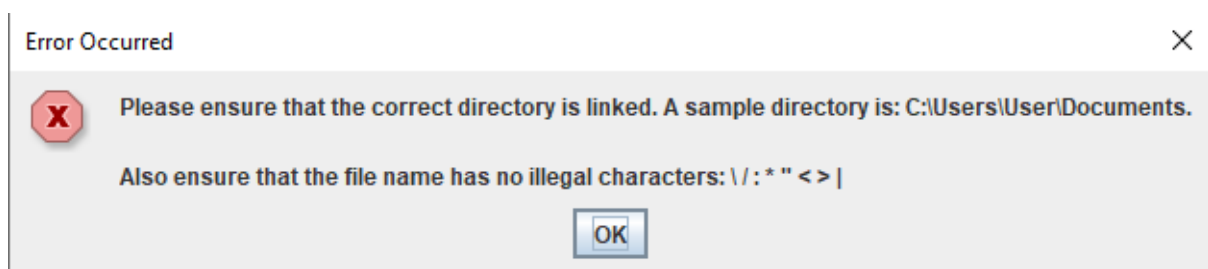 Error Occurred
Please ensure that the correct directory is linked. A sample directory is: C:\Users\User\Documents.
Also ensure that the file name has no illegal characters: \ / : * " < > |
OK